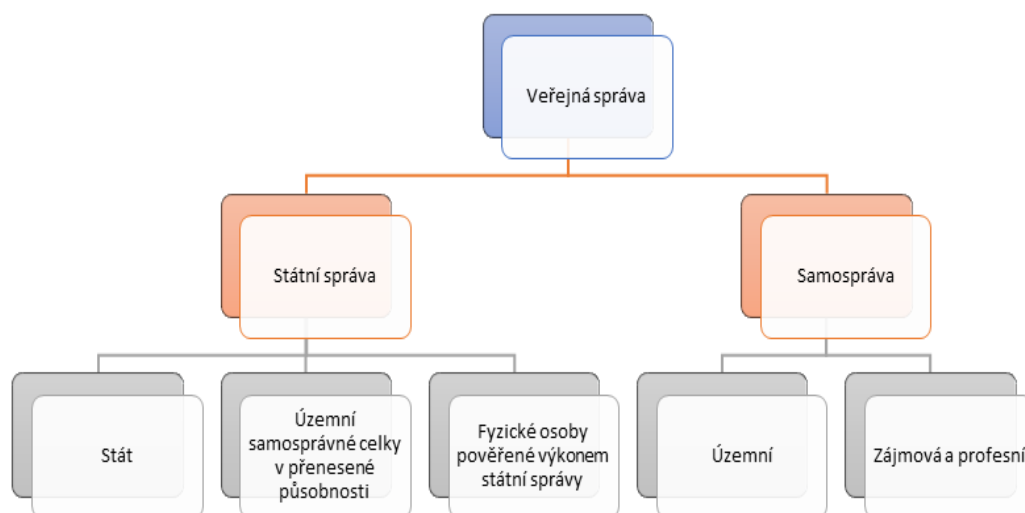 Veřejná správa
Státní správa
Samospráva
Stát
Územní
samosprávné celky
v přenesené
působnosti
Fyzické osoby
pověřené výkonem
státní správy
Územní
Zájmová a profesní